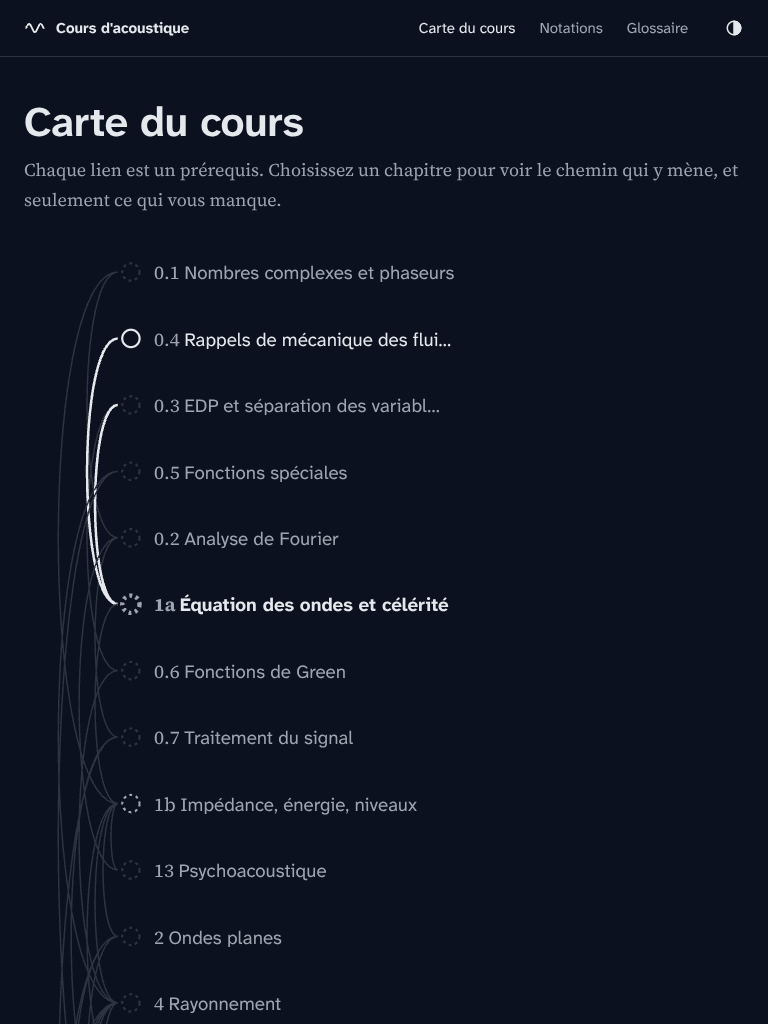 Cours d'acoustique
Carte du cours
Notations
Glossaire
Carte du cours
Chaque lien est un prérequis. Choisissez un chapitre pour voir le chemin qui y mène, et
seulement ce qui vous manque.
0.1 Nombres complexes et phaseurs
0.4 Rappels de mécanique des flui...
0.3 EDP et séparation des variabl...
0.5 Fonctions spéciales
0.2 Analyse de Fourier
1a Équation des ondes et célérité
0.6 Fonctions de Green
0.7 Traitement du signal
1b Impédance, énergie, niveaux
13 Psychoacoustique
2 Ondes planes
4 Rayonnement